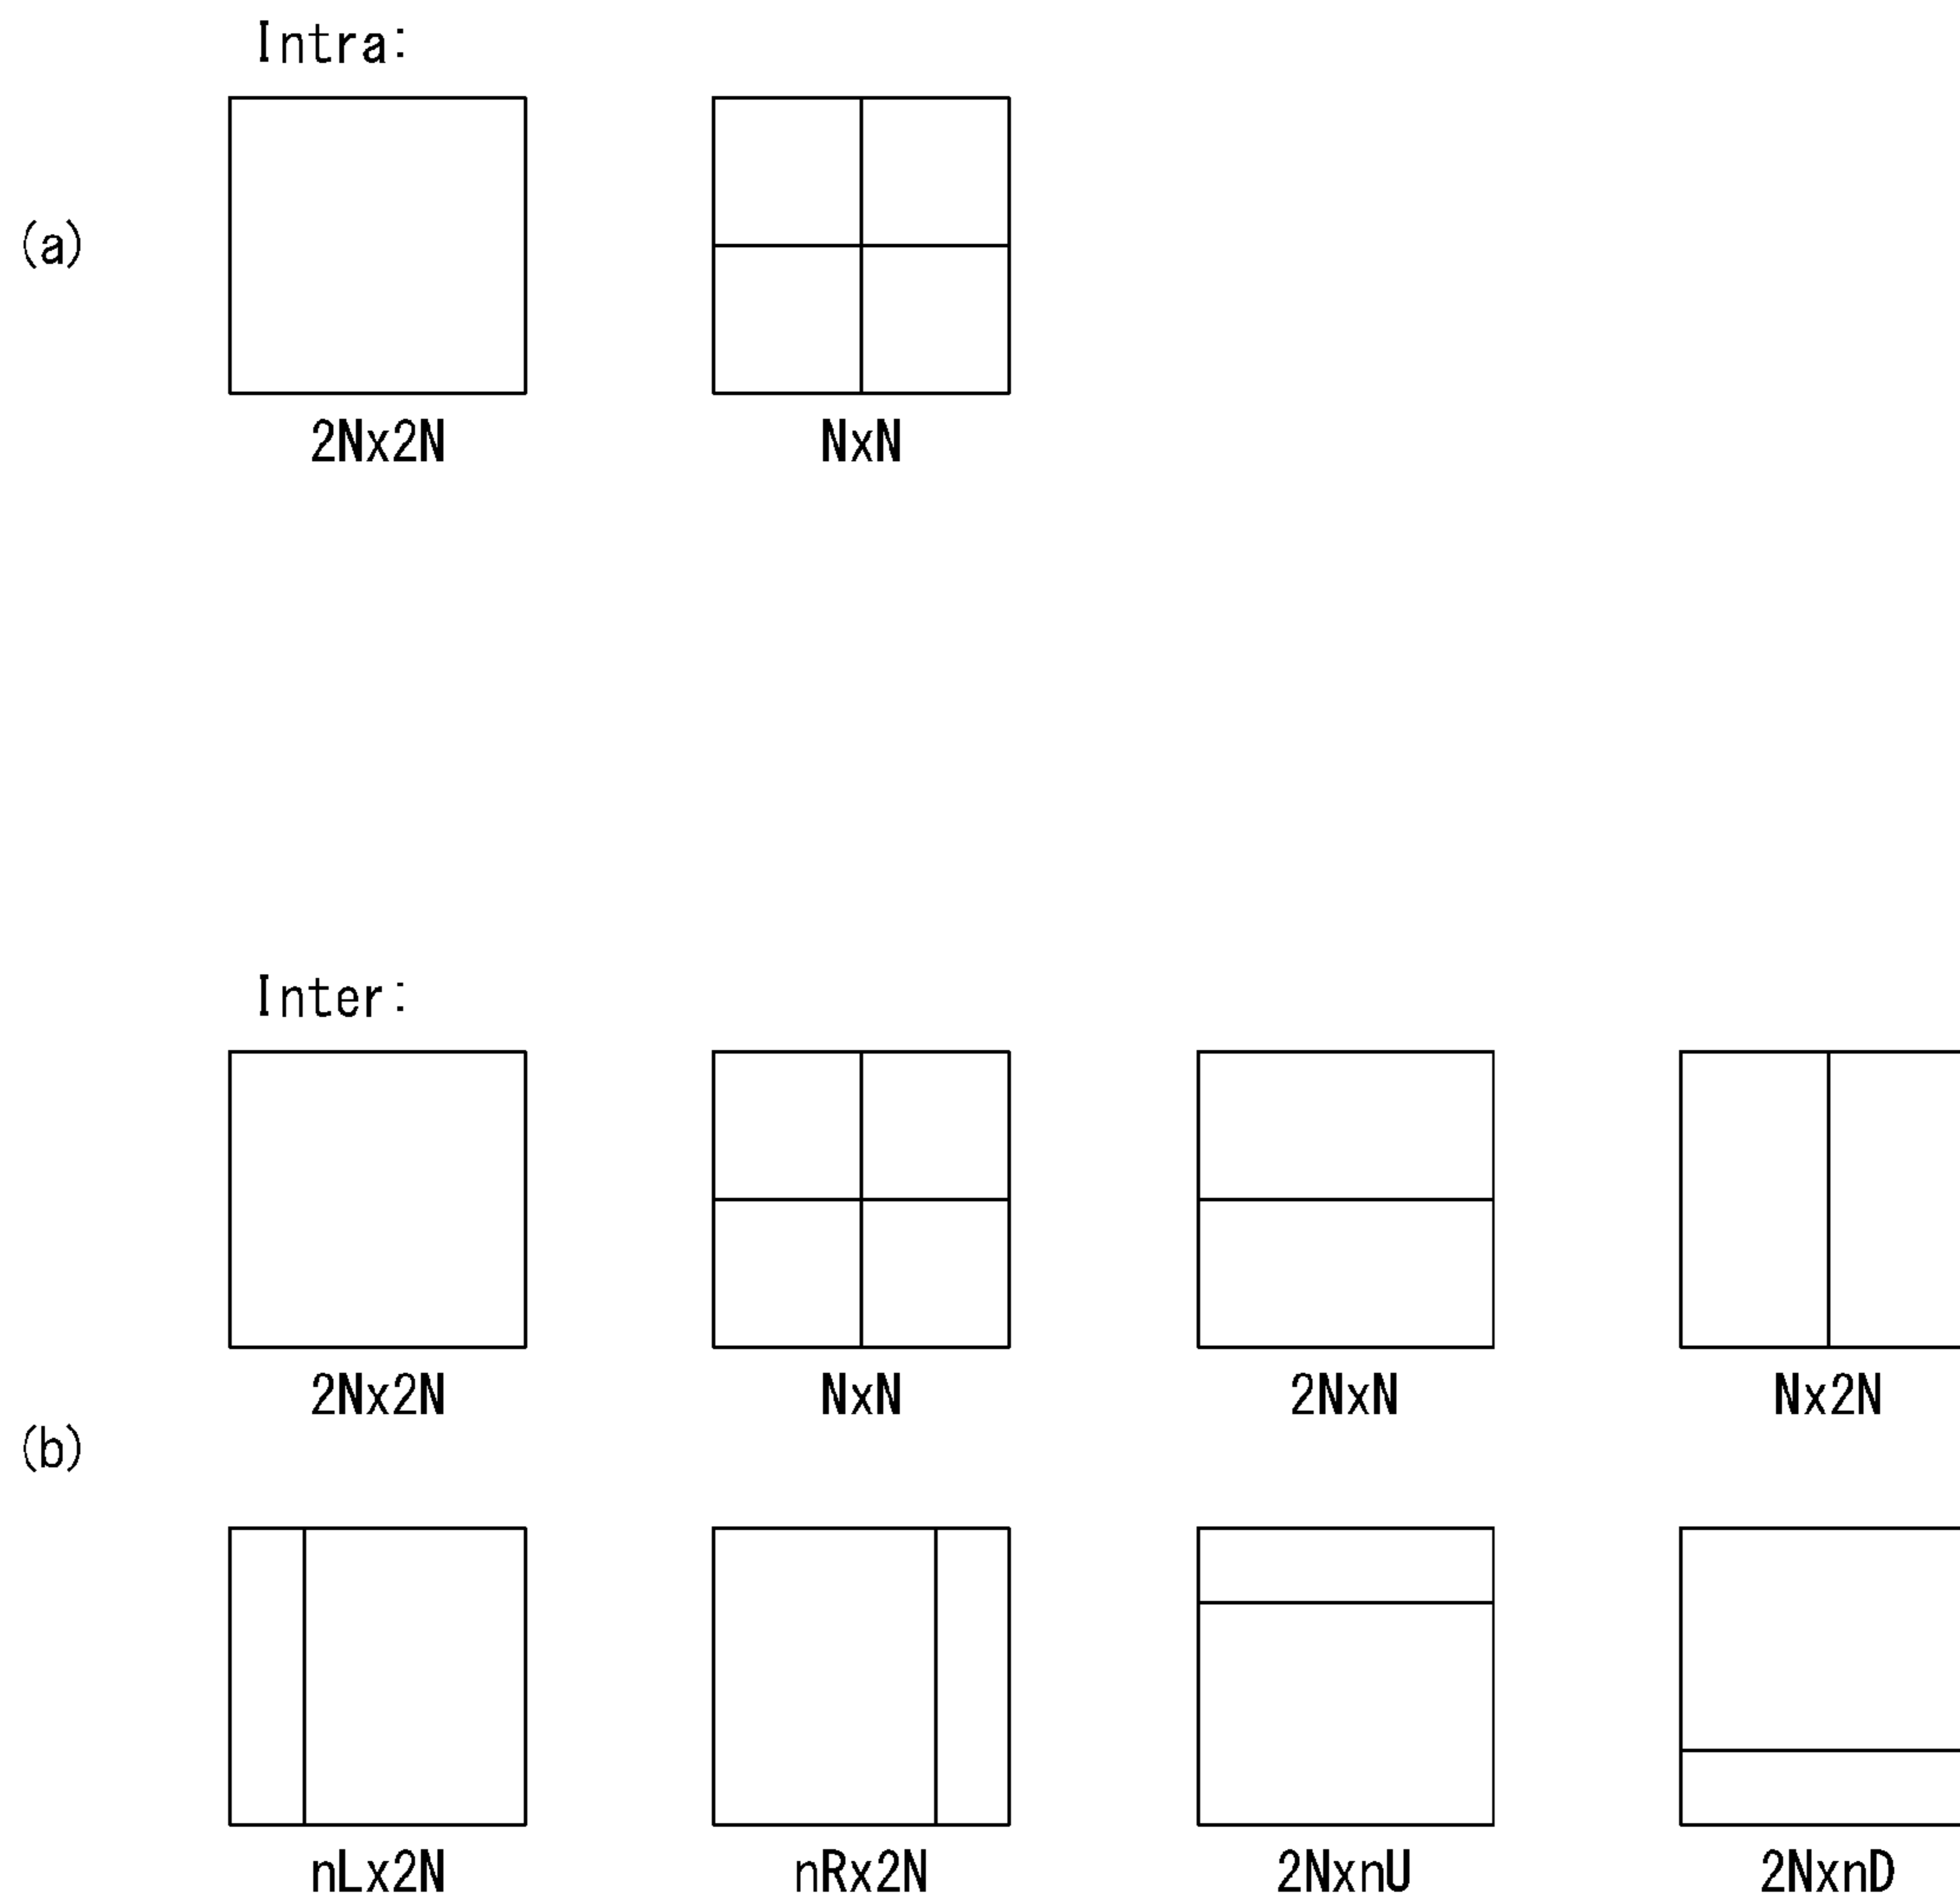 Intra:
(a)
2Nx2N NxN
Inter:
2Nx2N NxN 2NxN Nx2N
(b)
nLx2N nRx2N 2NxnU 2NxnD